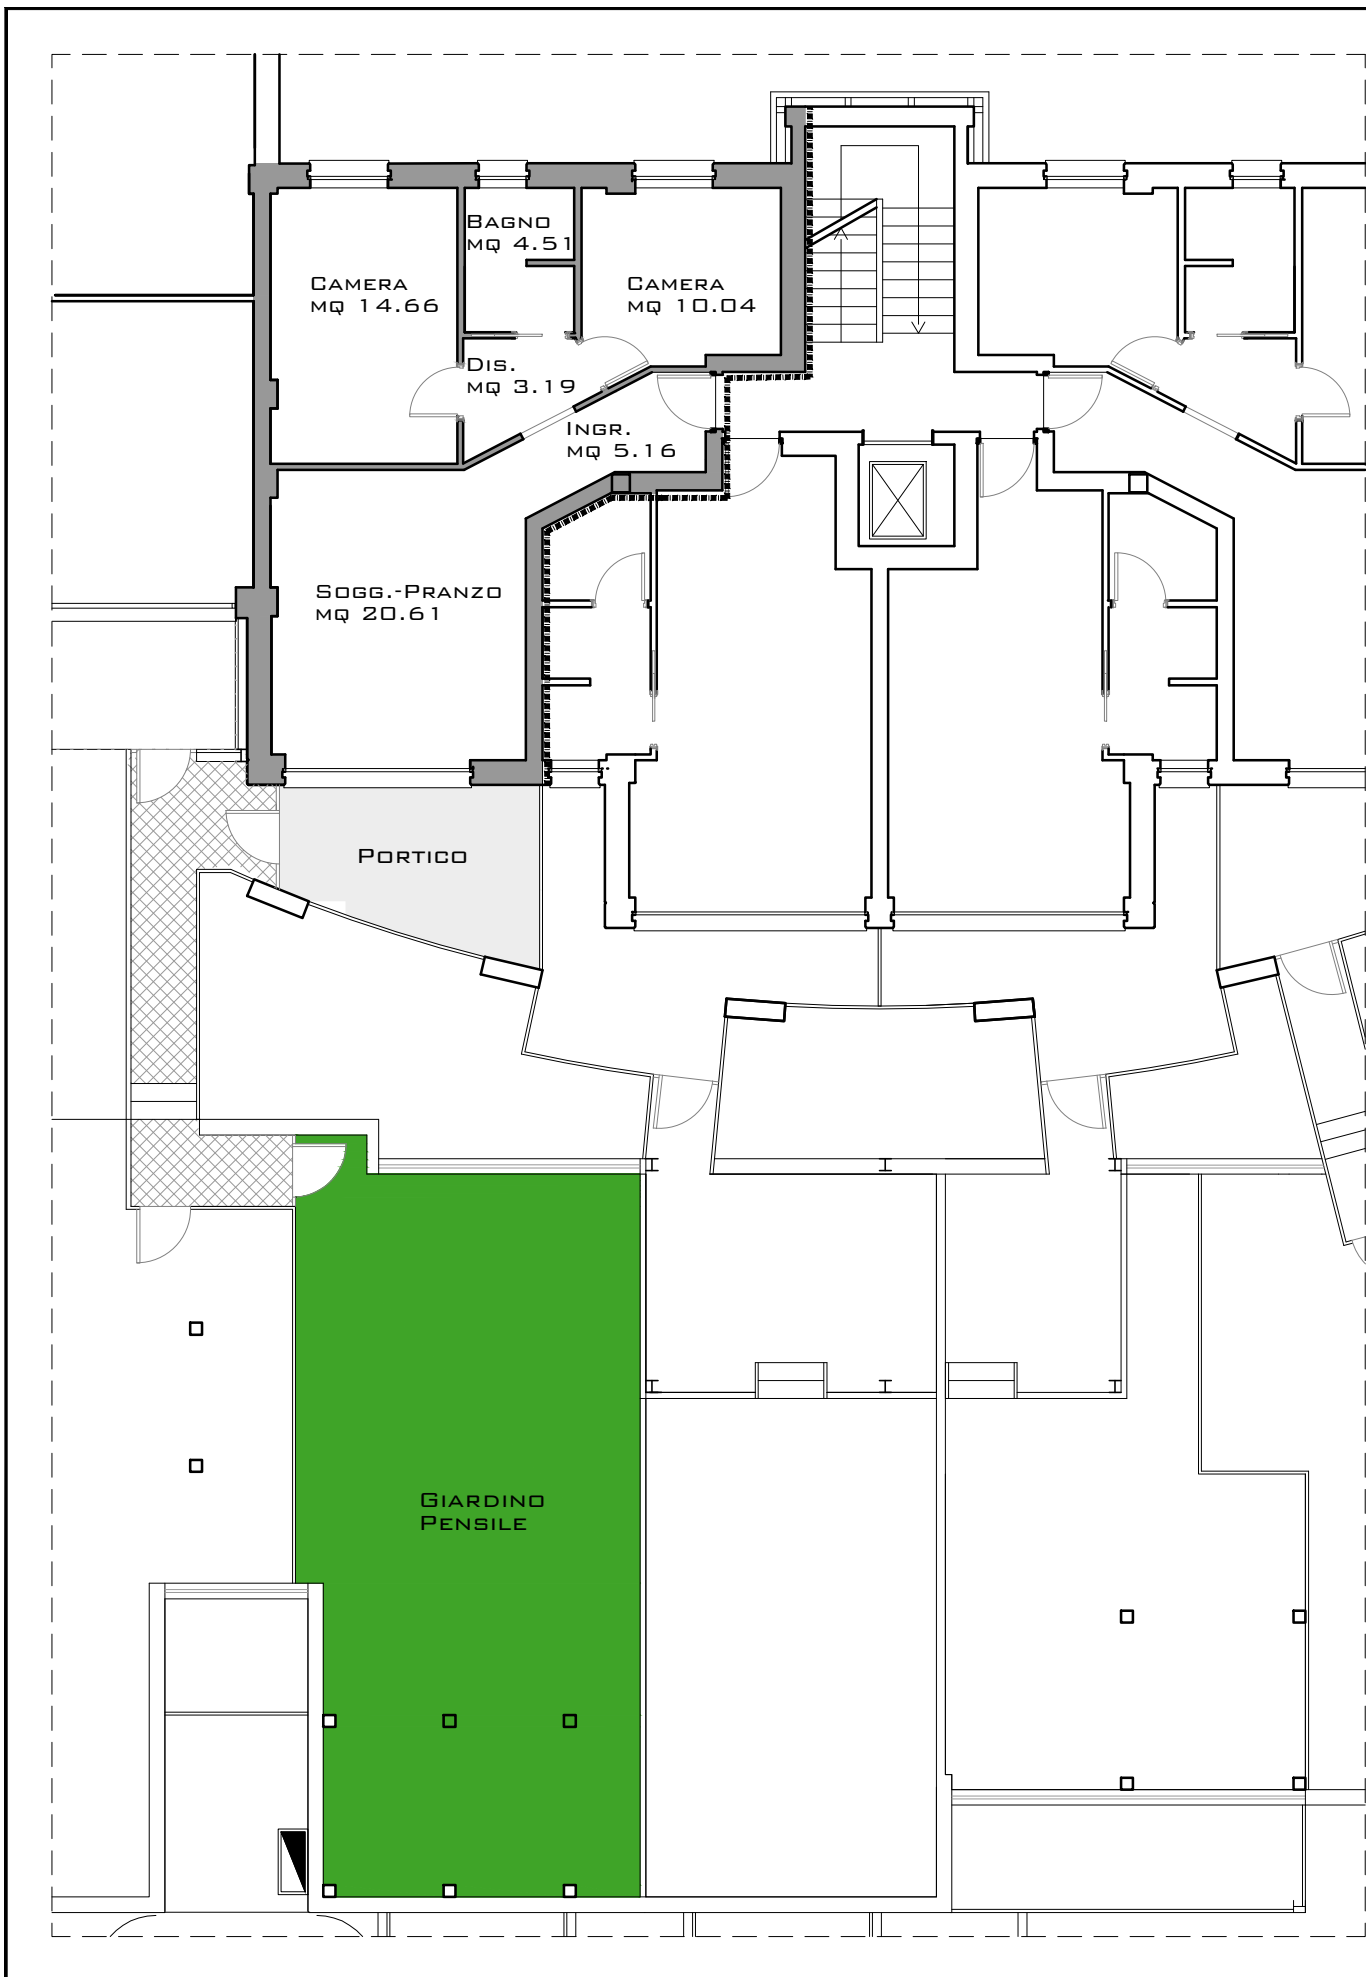 BAGNO
MQ 4.51
CAMERA
MQ 14.66
CAMERA
MQ 10.04
DIS.
MQ 3.19
INGR.
MQ 5.16
SOGG.-PRANZO
MQ 20.61
PORTICO
GIARDINO
PENSILE